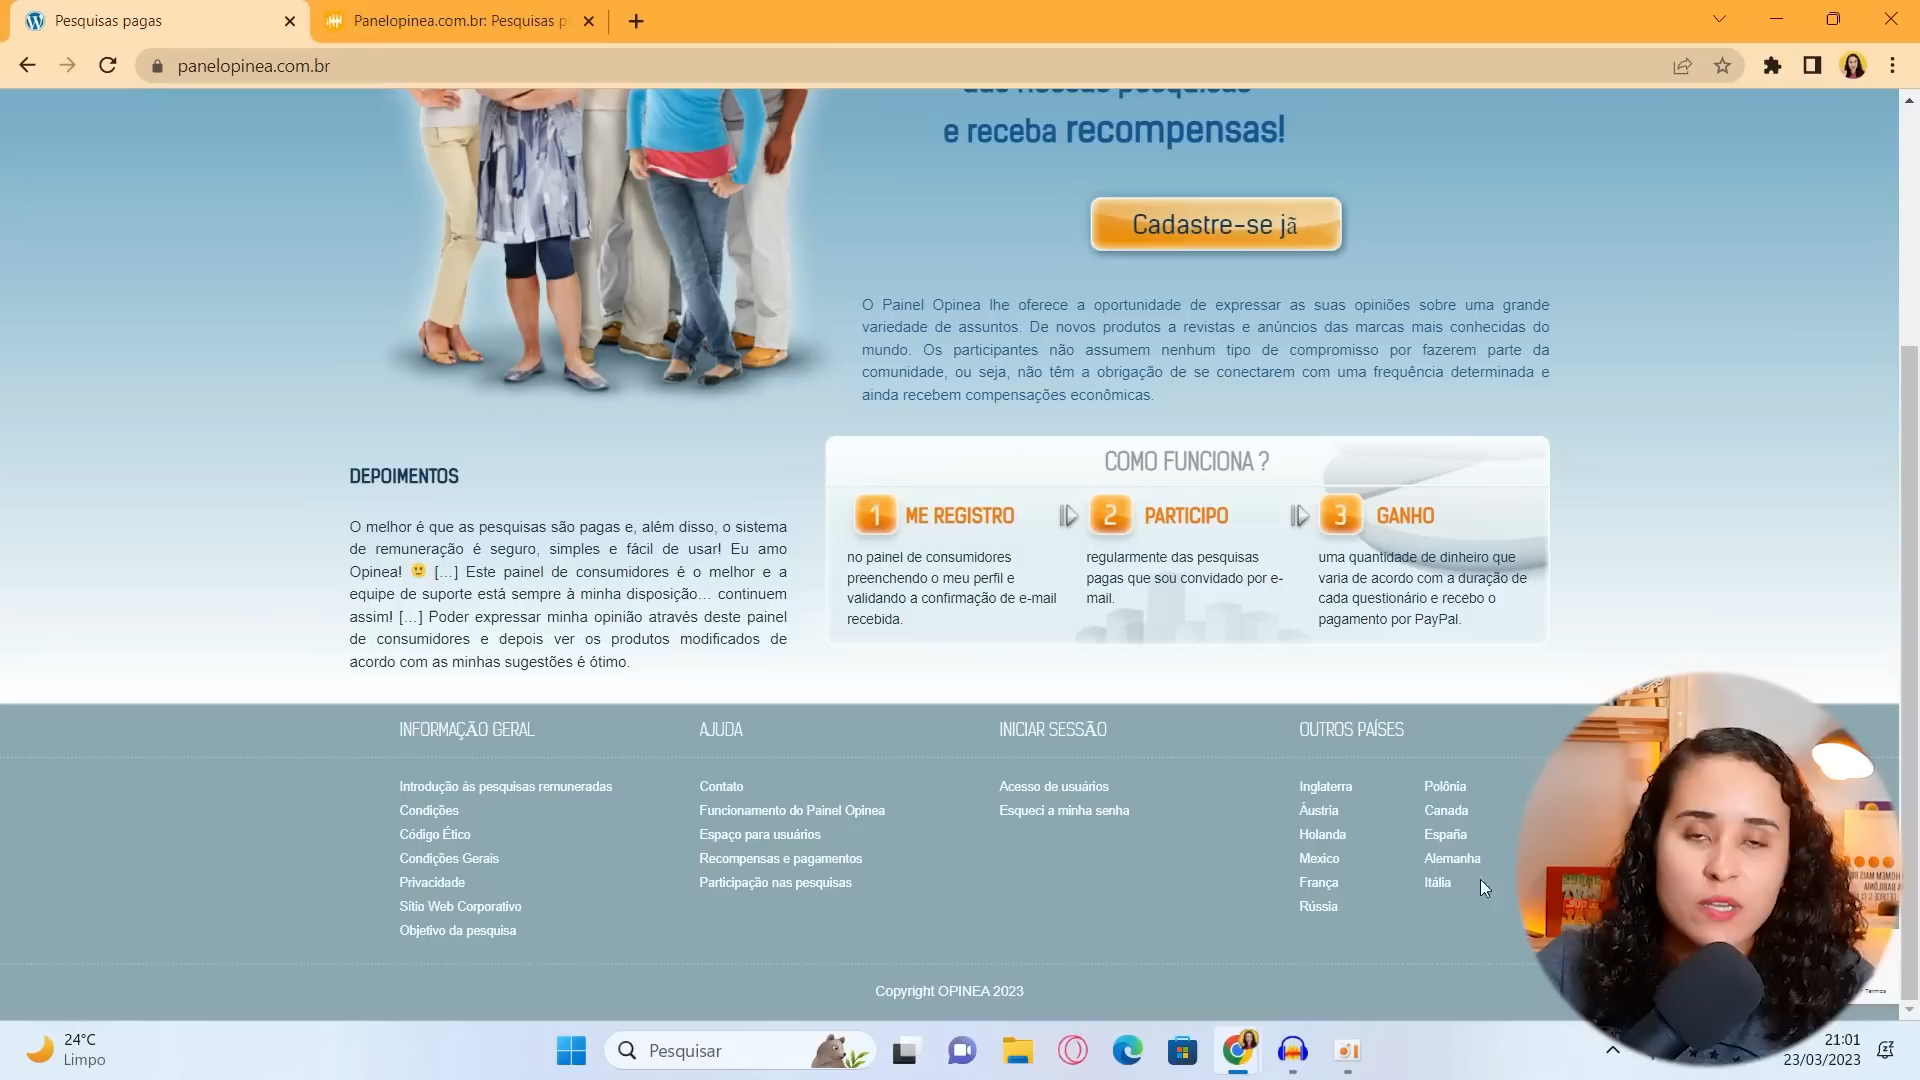 Pesquisas pagas
Panelopinea.com.br: Pesquisas p
panelopinea.com.br
das nossas pesquisas
e receba recompensas!
Cadastre-se jã
O Painel Opinea lhe oferece a oportunidade de expressar as suas opiniões sobre uma grande
variedade de assuntos. De novos produtos a revistas e anúncios das marcas mais conhecidas do
mundo. Os participantes não assumem nenhum tipo de compromisso por fazerem parte da
comunidade, ou seja, não têm a obrigação de se conectarem com uma frequência determinada e
ainda recebem compensações econômicas.
DEPOIMENTOS
O melhor é que as pesquisas são pagas e, além disso, o sistema
de remuneração é seguro, simples e fácil de usar! Eu amo
Opinea! 🙂 […] Este painel de consumidores é o melhor e a
equipe de suporte está sempre à minha disposição… continuem
assim! […] Poder expressar minha opinião através deste painel
de consumidores e depois ver os produtos modificados de
acordo com as minhas sugestões é ótimo.
COMO FUNCIONA ?
1 ME REGISTRO
no painel de consumidores
preenchendo o meu perfil e
validando a confirmação de e-mail
recebida.
2 PARTICIPO
regularmente das pesquisas
pagas que sou convidado por e-
mail.
3 GANHO
uma quantidade de dinheiro que
varia de acordo com a duração de
cada questionário e recebo o
pagamento por PayPal.
INFORMAÇÃO GERAL
Introdução às pesquisas remuneradas
Condições
Código Ético
Condições Gerais
Privacidade
Sítio Web Corporativo
Objetivo da pesquisa
AJUDA
Contato
Funcionamento do Painel Opinea
Espaço para usuários
Recompensas e pagamentos
Participação nas pesquisas
INICIAR SESSÃO
Acesso de usuários
Esqueci a minha senha
OUTROS PAÍSES
Inglaterra
Áustria
Holanda
Mexico
França
Rússia
Polônia
Canada
España
Alemanha
Itália
Copyright OPINEA 2023
Termos
24°C
Limpo
Pesquisar
21:01
23/03/2023